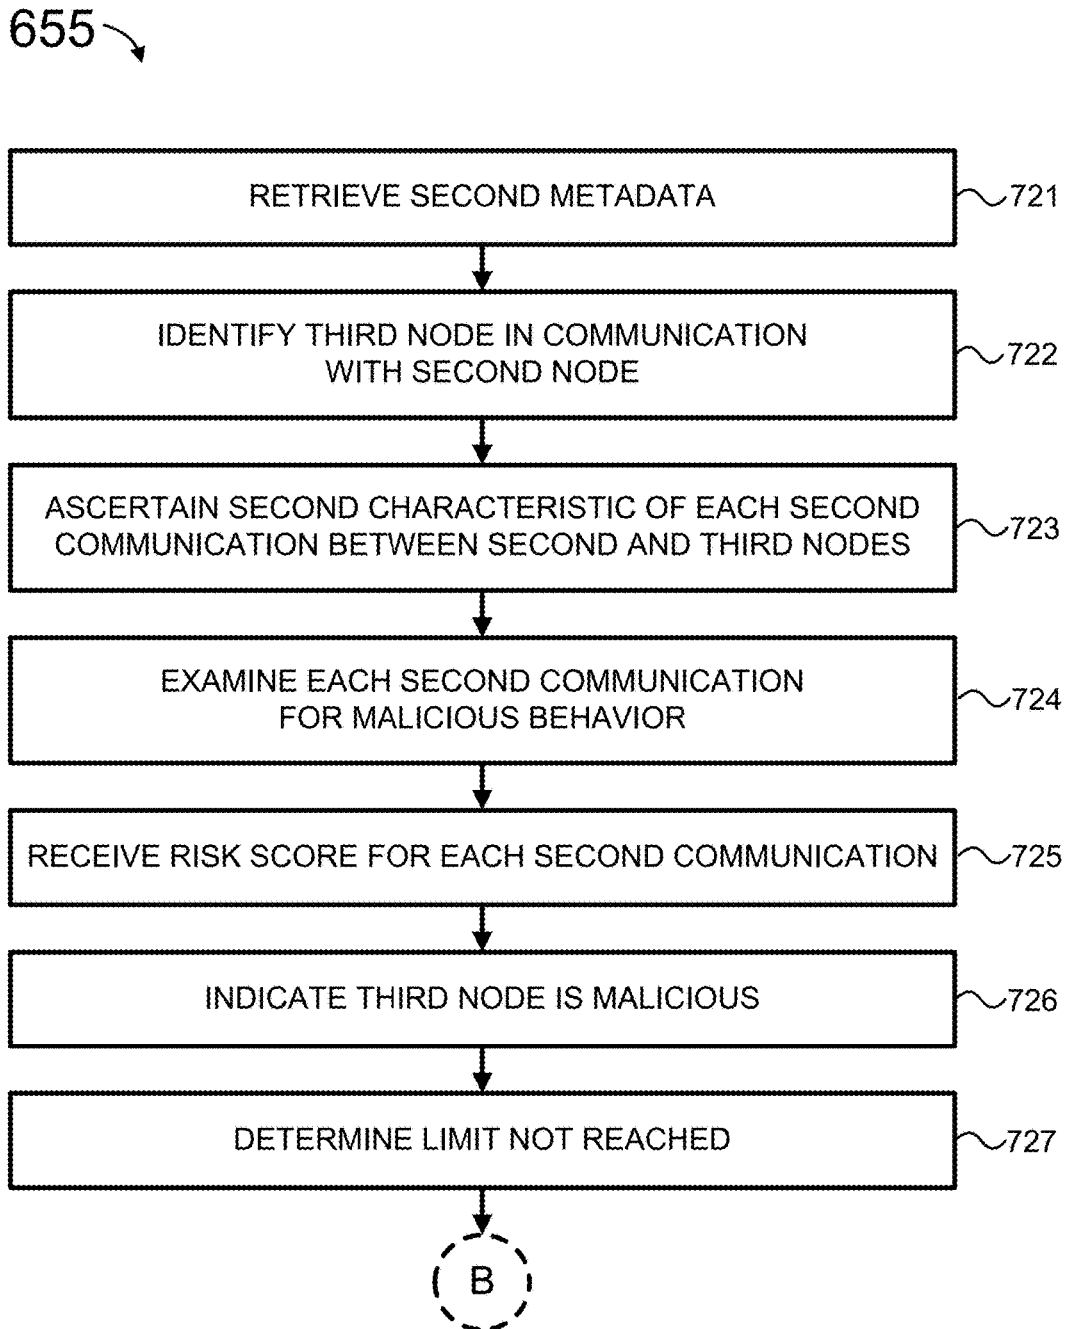 655
RETRIEVE SECOND METADATA
721
IDENTIFY THIRD NODE IN COMMUNICATION
WITH SECOND NODE
722
ASCERTAIN SECOND CHARACTERISTIC OF EACH SECOND
COMMUNICATION BETWEEN SECOND AND THIRD NODES
723
EXAMINE EACH SECOND COMMUNICATION
FOR MALICIOUS BEHAVIOR
724
RECEIVE RISK SCORE FOR EACH SECOND COMMUNICATION
725
INDICATE THIRD NODE IS MALICIOUS
726
DETERMINE LIMIT NOT REACHED
727
B